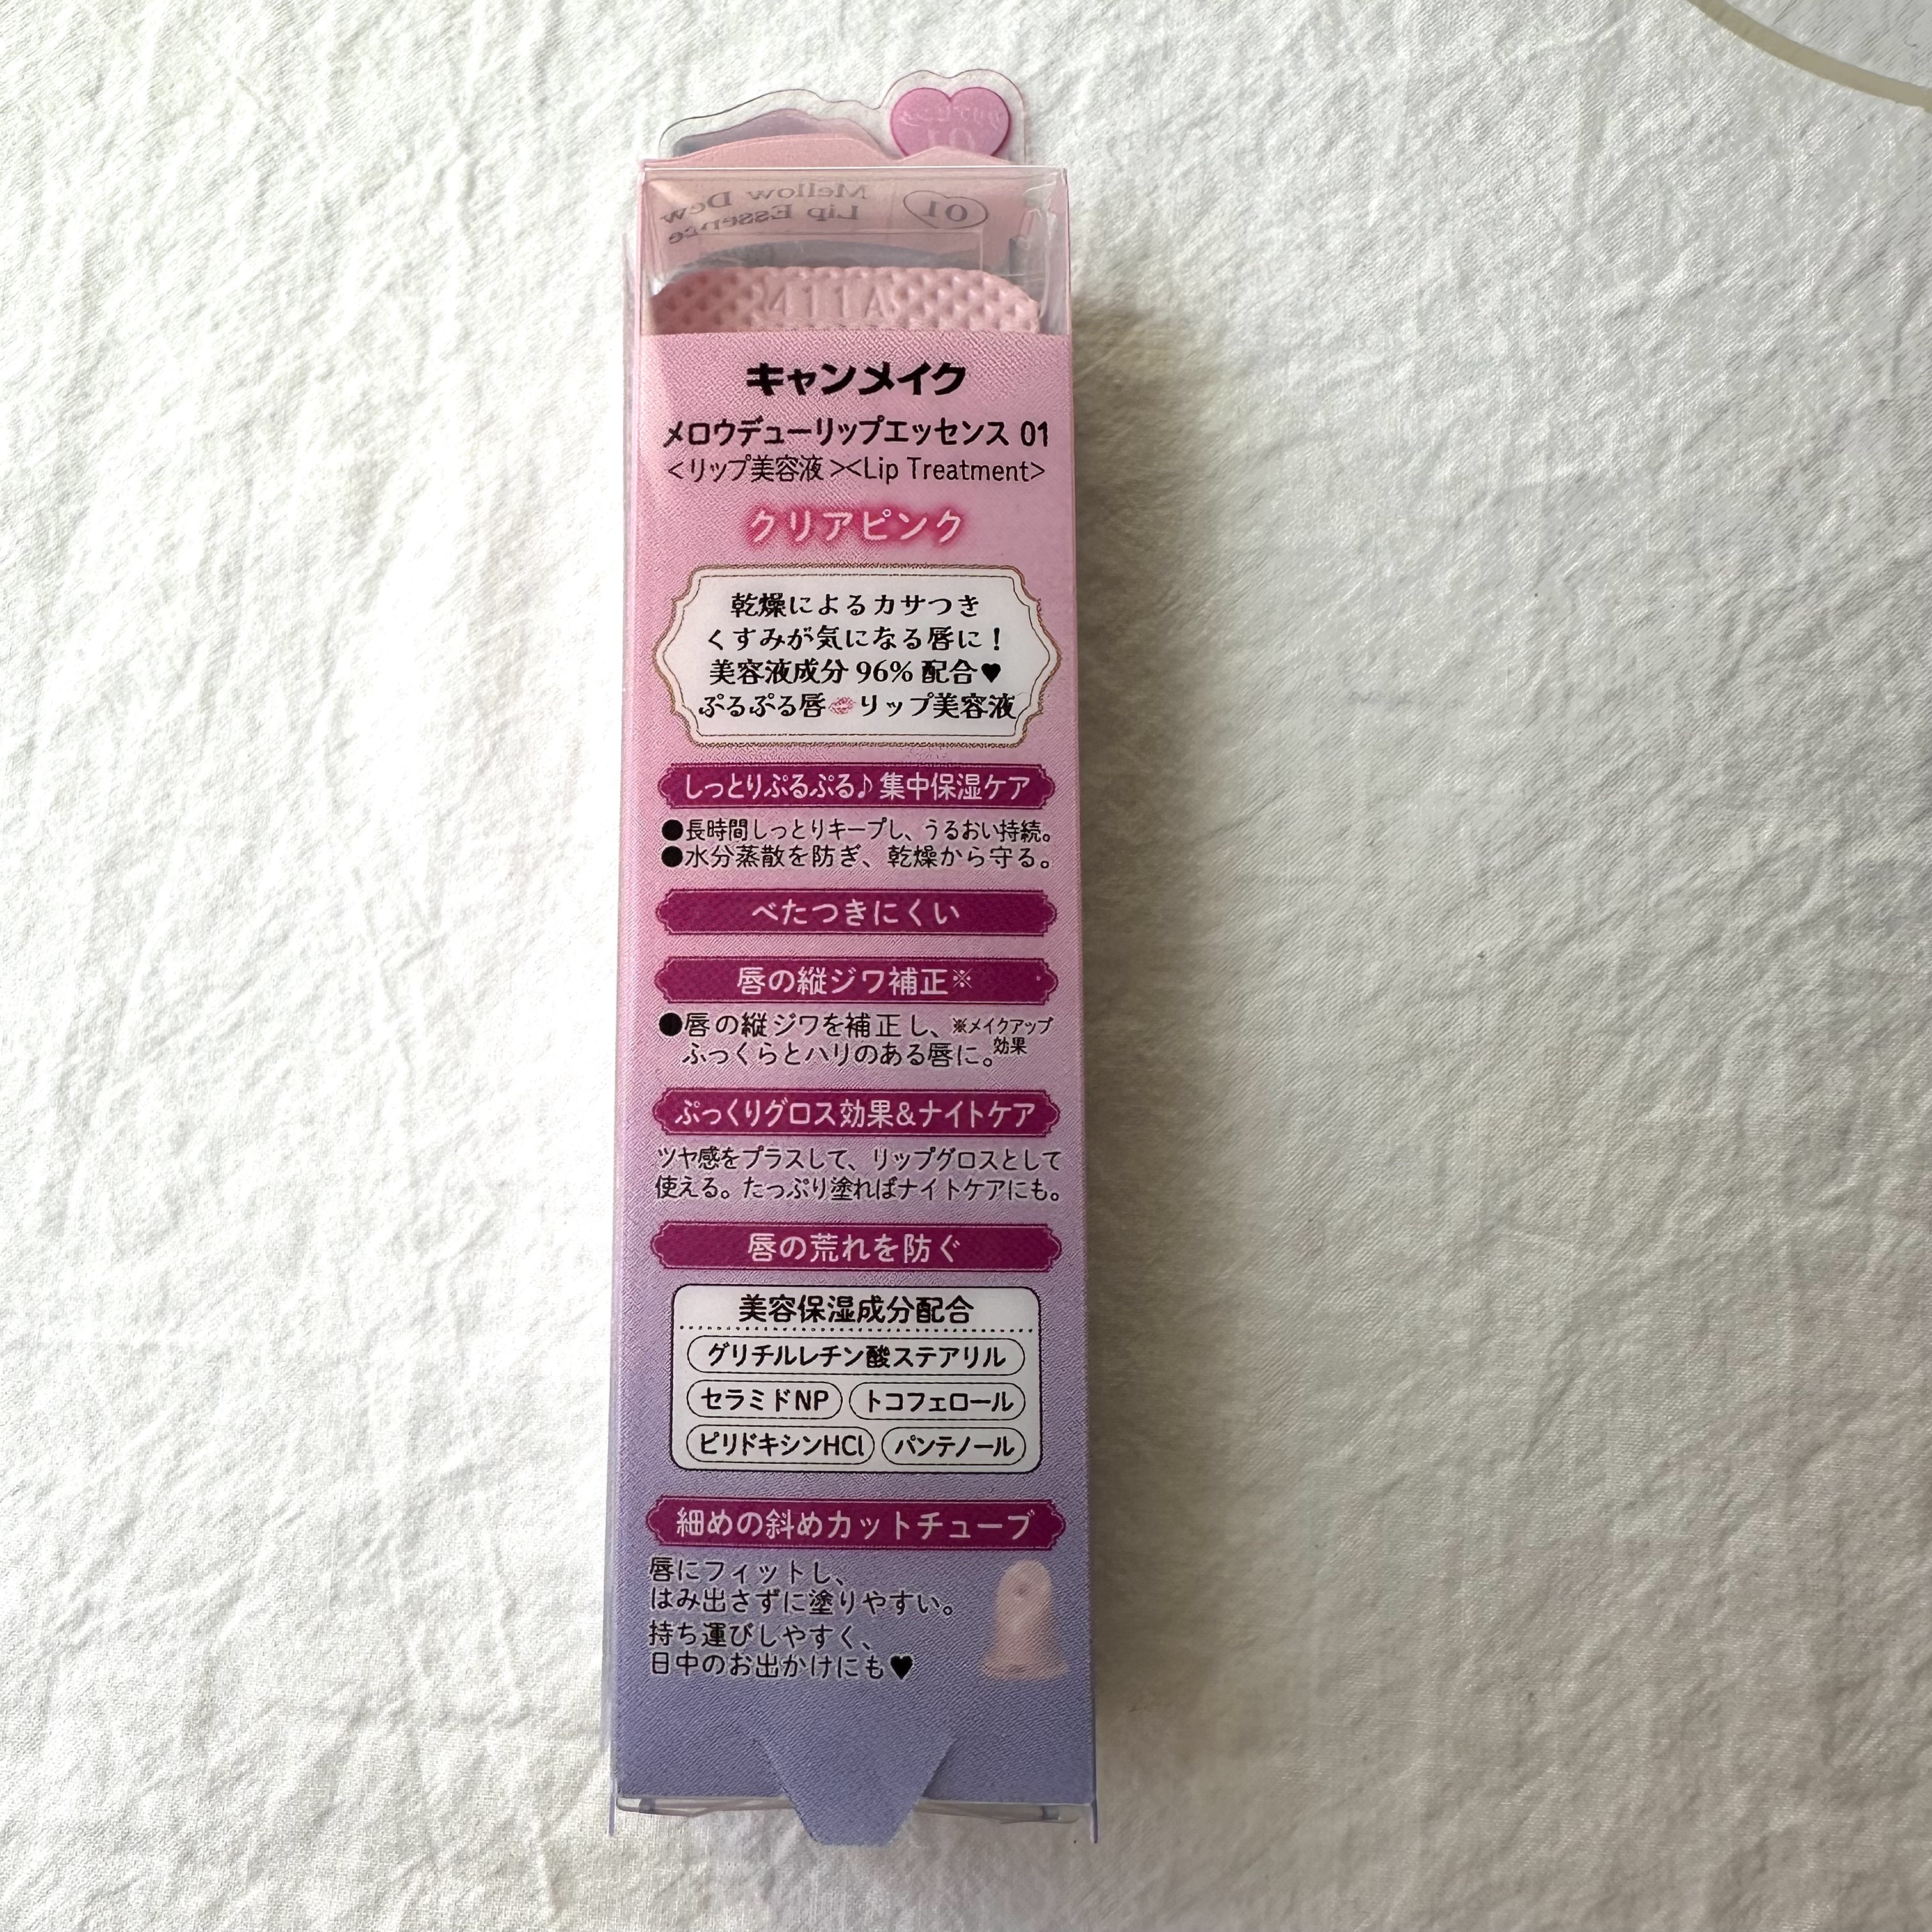 Mellow Dew
Lip Essence
01
キャンメイク
メロウデューリップエッセンス 01
<リップ美容液><Lip Treatment>
クリアピンク
乾燥によるカサつき
くすみが気になる唇に!
美容液成分 96% 配合♥
ぷるぷる唇💋リップ美容液
しっとりぷるぷる♪集中保湿ケア
●長時間しっとりキープし、うるおい持続。
●水分蒸散を防ぎ、乾燥から守る。
べたつきにくい
唇の縦ジワ補正※
●唇の縦ジワを補正し、
ふっくらとハリのある唇に。
※メイクアップ
効果
ぷっくりグロス効果&ナイトケア
ツヤ感をプラスして、リップグロスとして
使える。たっぷり塗ればナイトケアにも。
唇の荒れを防ぐ
美容保湿成分配合
グリチルレチン酸ステアリル
セラミドNP トコフェロール
ピリドキシンHCl パンテノール
細めの斜めカットチューブ
唇にフィットし、
はみ出さずに塗りやすい。
持ち運びしやすく、
日中のお出かけにも♥